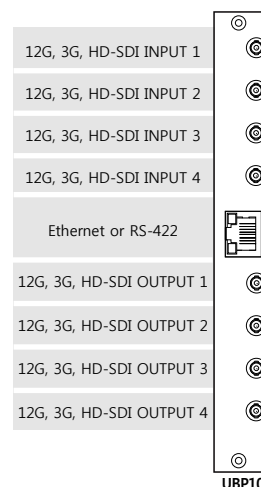 12G, 3G, HD-SDI INPUT 1
12G, 3G, HD-SDI INPUT 2
12G, 3G, HD-SDI INPUT 3
12G, 3G, HD-SDI INPUT 4
Ethernet or RS-422
12G, 3G, HD-SDI OUTPUT 1
12G, 3G, HD-SDI OUTPUT 2
12G, 3G, HD-SDI OUTPUT 3
12G, 3G, HD-SDI OUTPUT 4